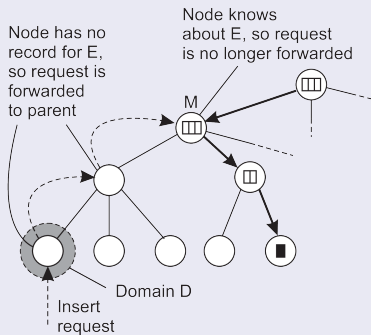 Node has no
record for E,
so request is
forwarded
to parent
Node knows
about E, so request
is no longer forwarded
M
Domain D
Insert
request